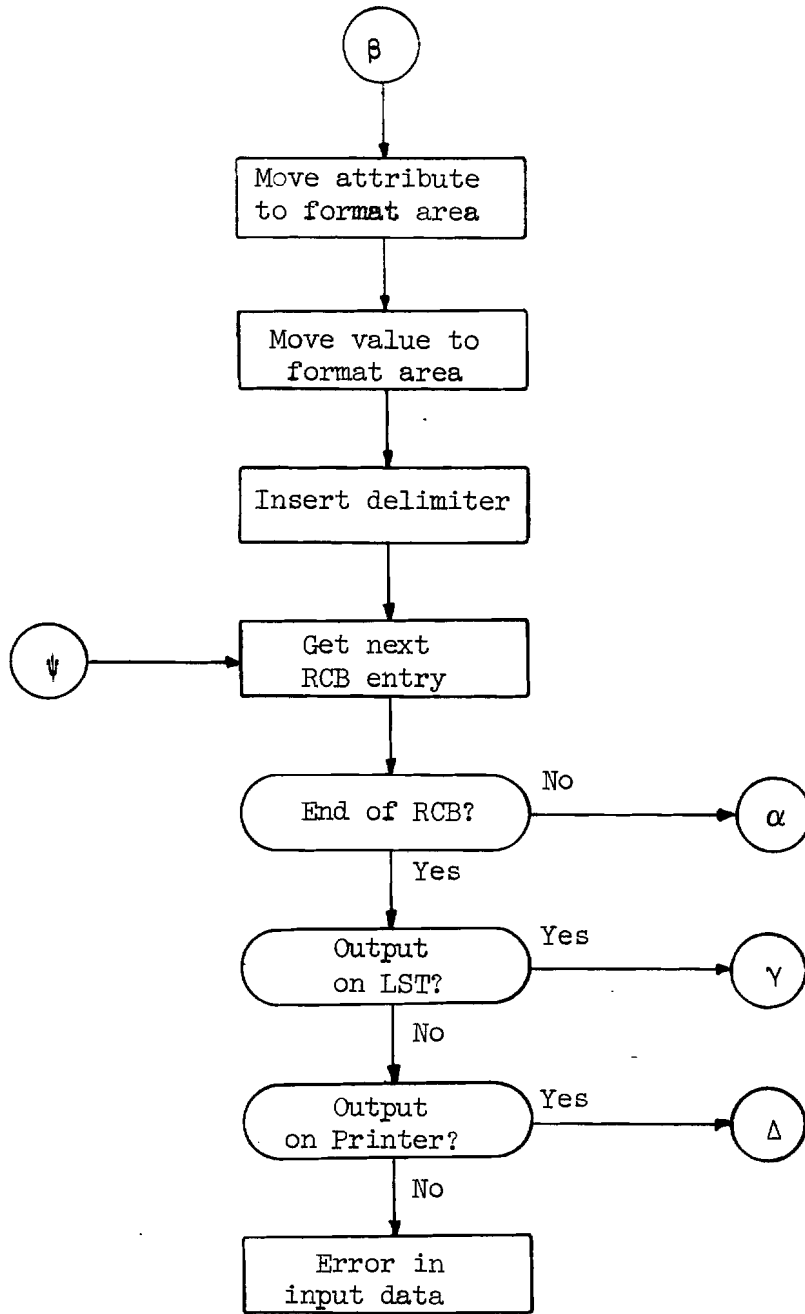 β
Move attribute
to format area
Move value to
format area
Insert delimiter
ψ
Get next
RCB entry
End of RCB?
No
α
Yes
Output
on LST?
Yes
γ
No
Output
on Printer?
Yes
Δ
No
Error in
input data